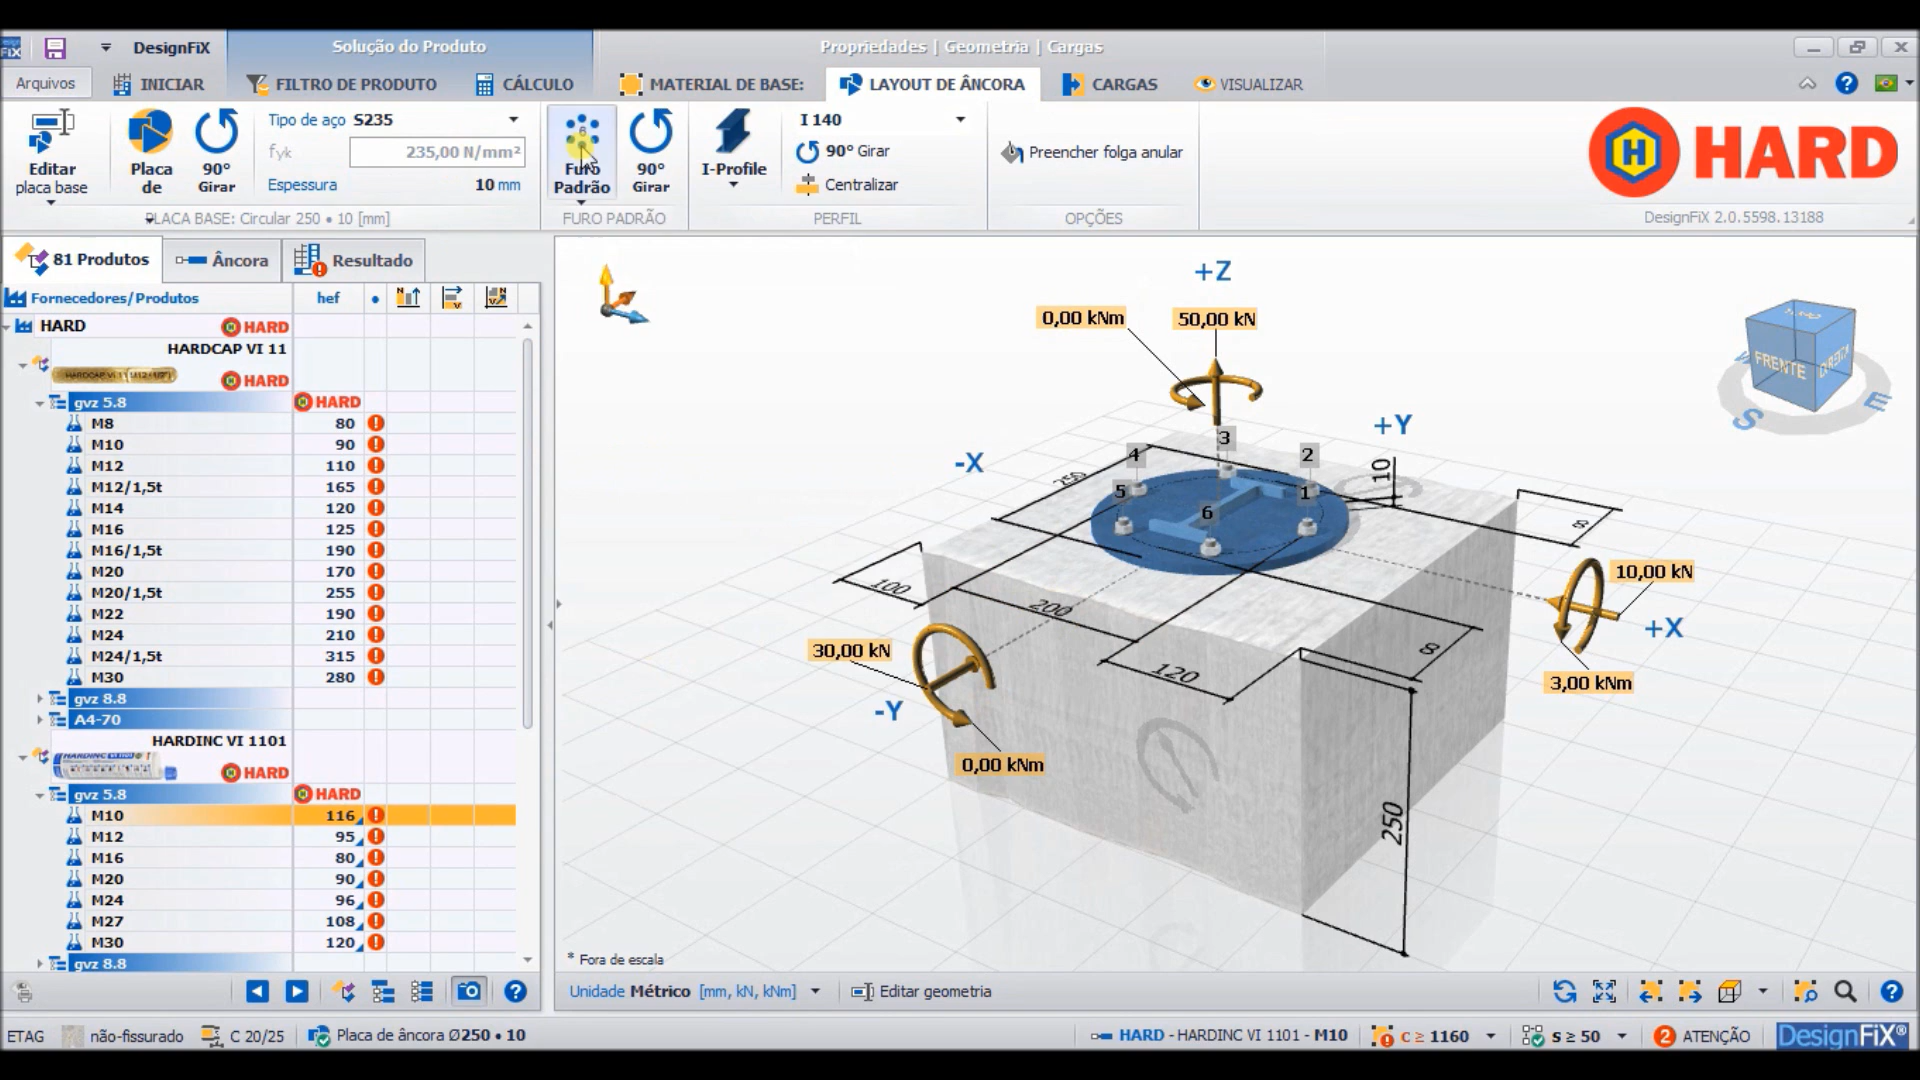 DesignFiX
Solução do Produto
Propriedades | Geometria | Cargas
Arquivos
INICIAR
FILTRO DE PRODUTO
CÁLCULO
MATERIAL DE BASE:
LAYOUT DE ÂNCORA
CARGAS
VISUALIZAR
Editar
placa base
Placa
de
90°
Girar
Tipo de aço S235
fyk 235,00 N/mm²
Espessura 10 mm
PLACA BASE: Circular 250 • 10 [mm]
6
Furo
Padrão
90°
Girar
FURO PADRÃO
I-Profile
I 140
90° Girar
Centralizar
PERFIL
Preencher folga anular
OPÇÕES
HARD
DesignFiX 2.0.5598.13188
81 Produtos
Âncora
Resultado
Fornecedores/Produtos hef
HARD HARD
HARDCAP VI 11
HARD
gvz 5.8 HARD
M8 80
M10 90
M12 110
M12/1,5t 165
M14 120
M16 125
M16/1,5t 190
M20 170
M20/1,5t 255
M22 190
M24 210
M24/1,5t 315
M30 280
gvz 8.8
A4-70
HARDINC VI 1101
HARD
gvz 5.8 HARD
M10 116
M12 95
M16 80
M20 90
M24 96
M27 108
M30 120
gvz 8.8
+Z
0,00 kNm
50,00 kN
+Y
-X
3
4
2
5
1
6
10
250
8
100
200
120
8
250
10,00 kN
+X
3,00 kNm
30,00 kN
-Y
0,00 kNm
FRENTE
DIREITA
S
E
* Fora de escala
Unidade Métrico [mm, kN, kNm]
Editar geometria
ETAG
não-fissurado
C 20/25
Placa de âncora Ø250 • 10
HARD - HARDINC VI 1101 - M10
c ≥ 1160
s ≥ 50
2 ATENÇÃO
DesignFiX®